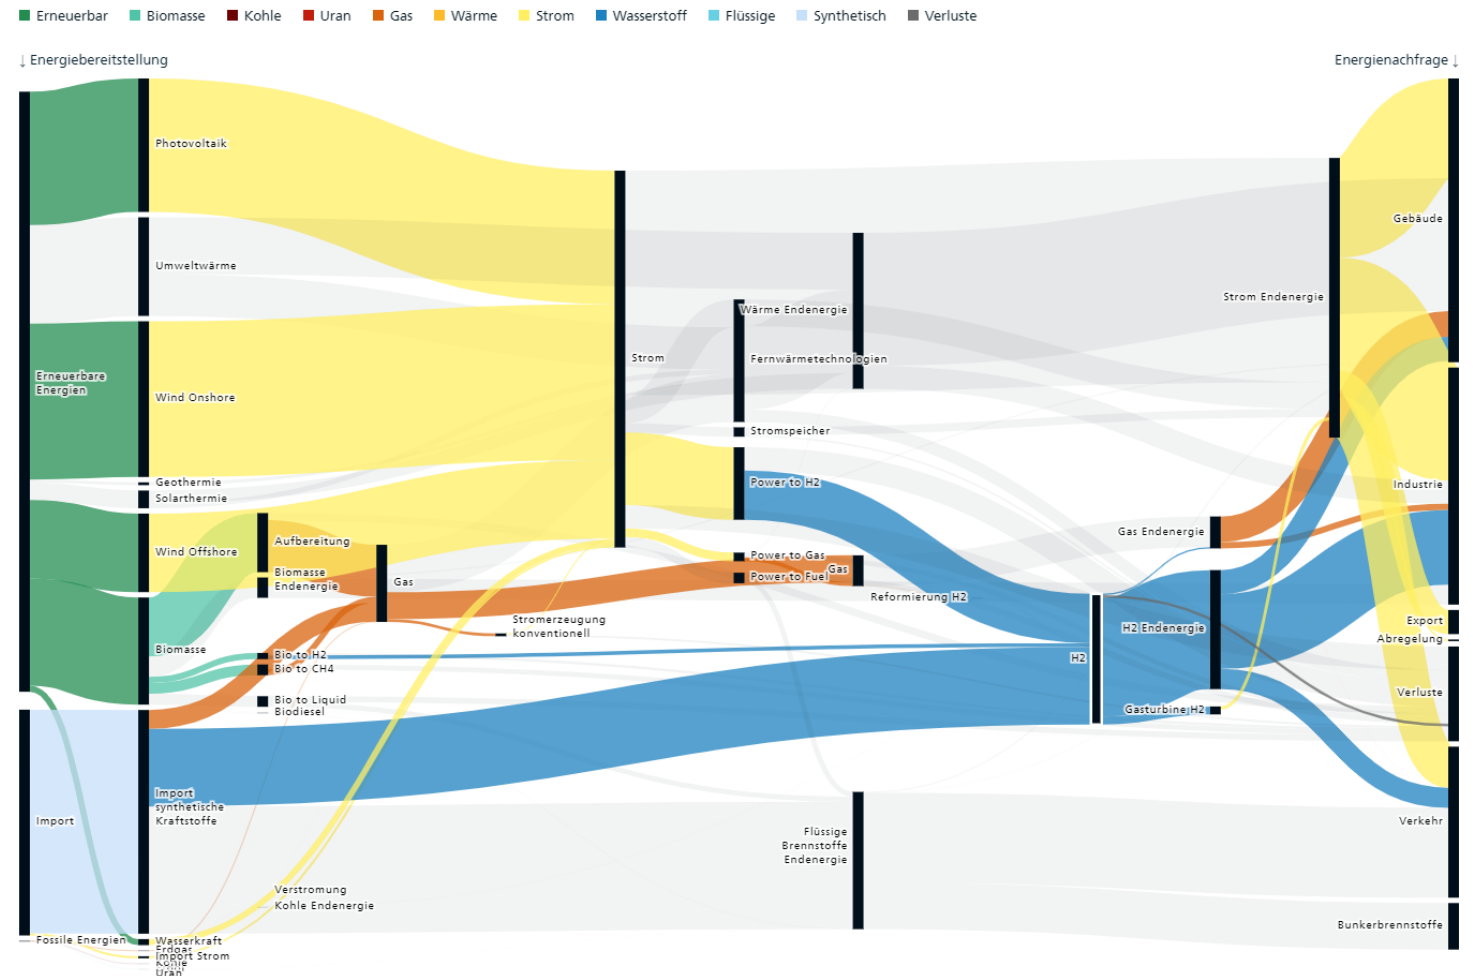 Erneuerbar Biomasse Kohle Uran Gas Wärme Strom Wasserstoff Flüssige Synthetisch Verluste
↓ Energiebereitstellung
Energienachfrage ↓
Photovoltaik
Gebäude
Umweltwärme
Strom Endenergie
Wärme Endenergie
Strom
Fernwärmetechnologien
Erneuerbare
Energien
Wind Onshore
Stromspeicher
Geothermie
Power to H2
Industrie
Solarthermie
Gas Endenergie
Aufbereitung
Wind Offshore
Power to Gas
Biomasse
Endenergie
Gas
Gas
Power to Fuel
Reformierung H2
Stromerzeugung
konventionell
Export
H2 Endenergie
Abregelung
Biomasse
Bio to H2
H2
Bio to CH4
Verluste
Bio to Liquid
Biodiesel
Gasturbine H2
Import
synthetische
Kraftstoffe
Import
Verkehr
Flüssige
Brennstoffe
Endenergie
Verstromung
Kohle Endenergie
Bunkerbrennstoffe
Fossile Energien
Wasserkraft
Erdgas
Import Strom
Kohle
Uran